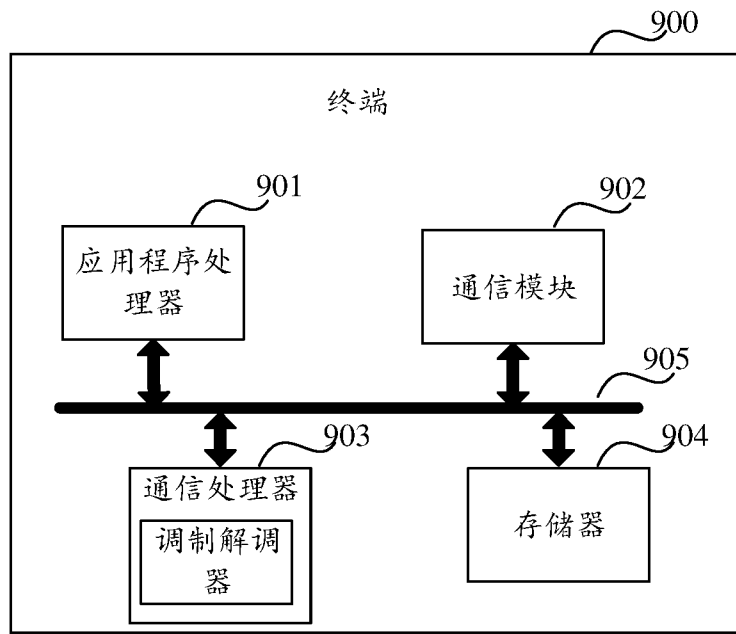 900
终端
901
902
应用程序处
理器
通信模块
905
903
904
通信处理器
调制解调
器
存储器